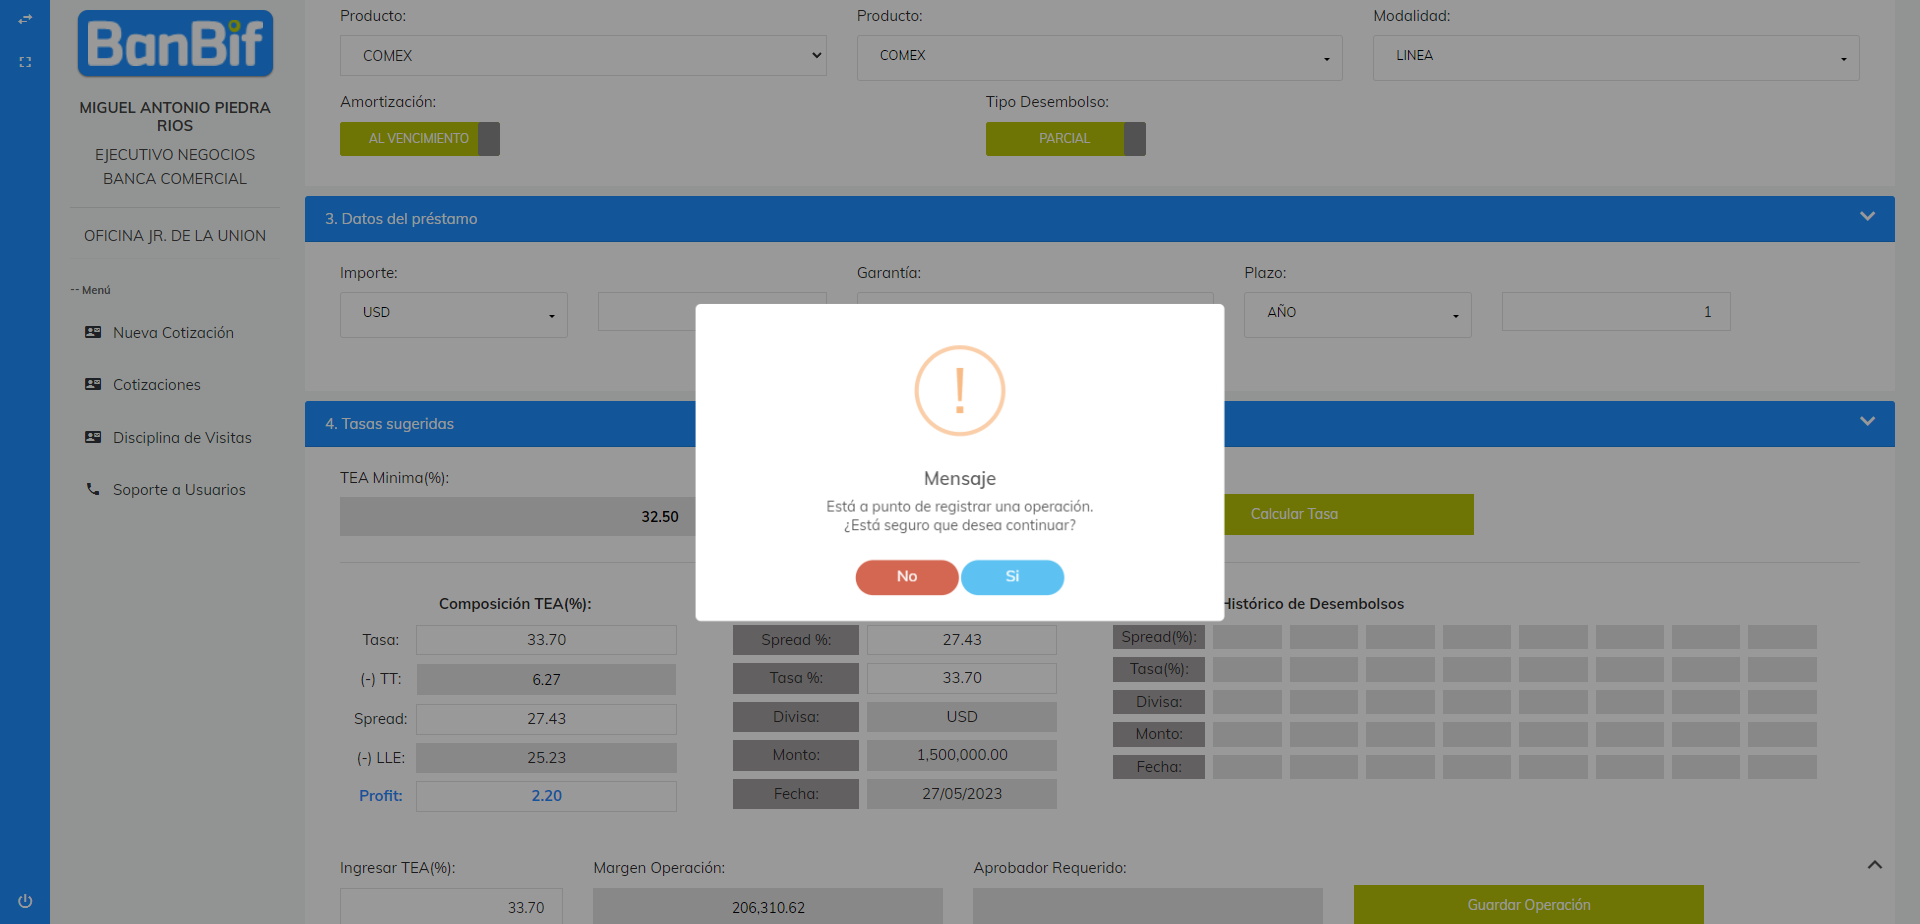 BanBif
MIGUEL ANTONIO PIEDRA
RIOS
EJECUTIVO NEGOCIOS
BANCA COMERCIAL
OFICINA JR. DE LA UNION
-- Menú
Nueva Cotización
Cotizaciones
Disciplina de Visitas
Soporte a Usuarios
Producto:
COMEX
Producto:
COMEX
Modalidad:
LINEA
Amortización:
AL VENCIMIENTO
Tipo Desembolso:
PARCIAL
3. Datos del préstamo
Importe:
USD
Garantía:
Plazo:
AÑO
1
4. Tasas sugeridas
TEA Minima(%):
32.50
Calcular Tasa
Mensaje
Está a punto de registrar una operación.
¿Está seguro que desea continuar?
No
Si
Composición TEA(%):
Tasa: 33.70
(-) TT: 6.27
Spread: 27.43
(-) LLE: 25.23
Profit: 2.20
Spread %: 27.43
Tasa %: 33.70
Divisa: USD
Monto: 1,500,000.00
Fecha: 27/05/2023
Histórico de Desembolsos
Spread(%):
Tasa(%):
Divisa:
Monto:
Fecha:
Ingresar TEA(%):
33.70
Margen Operación:
206,310.62
Aprobador Requerido:
Guardar Operación